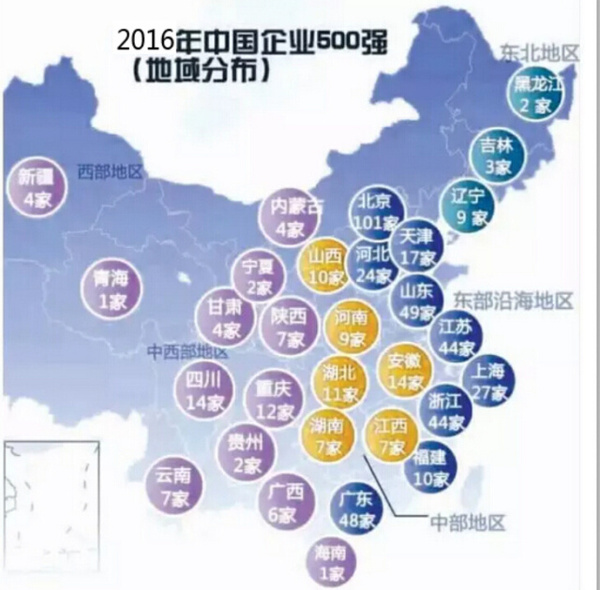 2016年中国企业500强
(地域分布)
东北地区
黑龙江
2 家
吉林
3家
辽宁
9 家
西部地区
新疆
4家
内蒙古
4家
北京
101家
天津
17家
山西
10家
河北
24家
宁夏
2家
青海
1家
山东
49家
东部沿海地区
甘肃
4家
陕西
7家
河南
9家
江苏
44家
中西部地区
四川
14家
重庆
12家
湖北
11家
安徽
14家
上海
27家
浙江
44家
湖南
7家
江西
7家
福建
10家
贵州
2家
云南
7家
广西
6家
广东
48家
中部地区
海南
1家